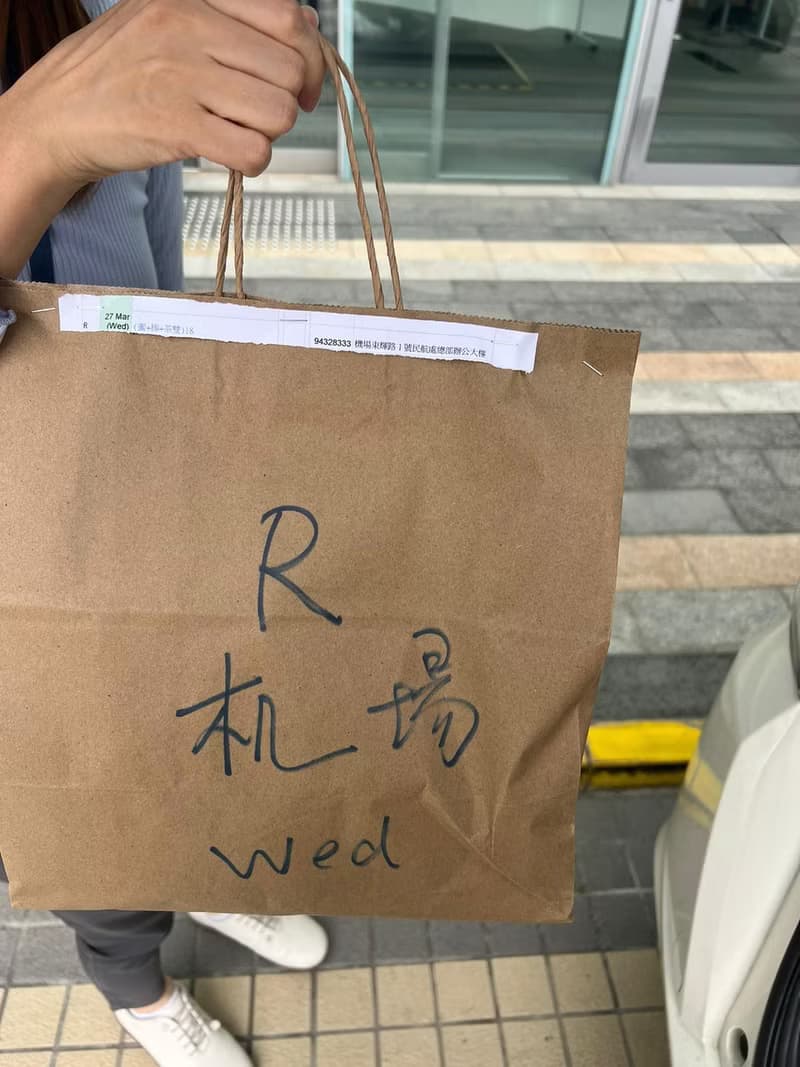 27 Mar
R (Wed)
94328333 機場東輝路1號民航處總部辦公大樓
R
机場
Wed